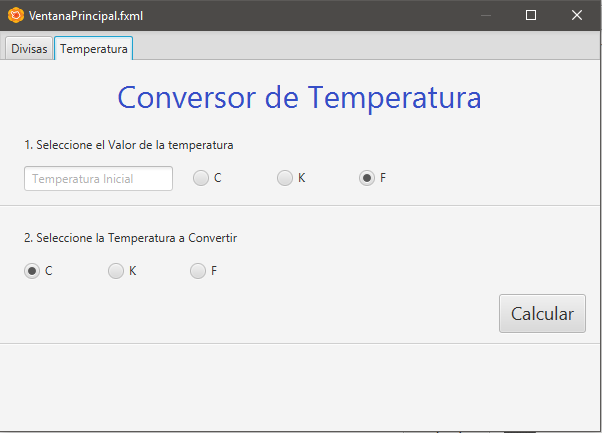 VentanaPrincipal.fxml
Divisas Temperatura
Conversor de Temperatura
1. Seleccione el Valor de la temperatura
Temperatura Inicial C K F
2. Seleccione la Temperatura a Convertir
C K F
Calcular